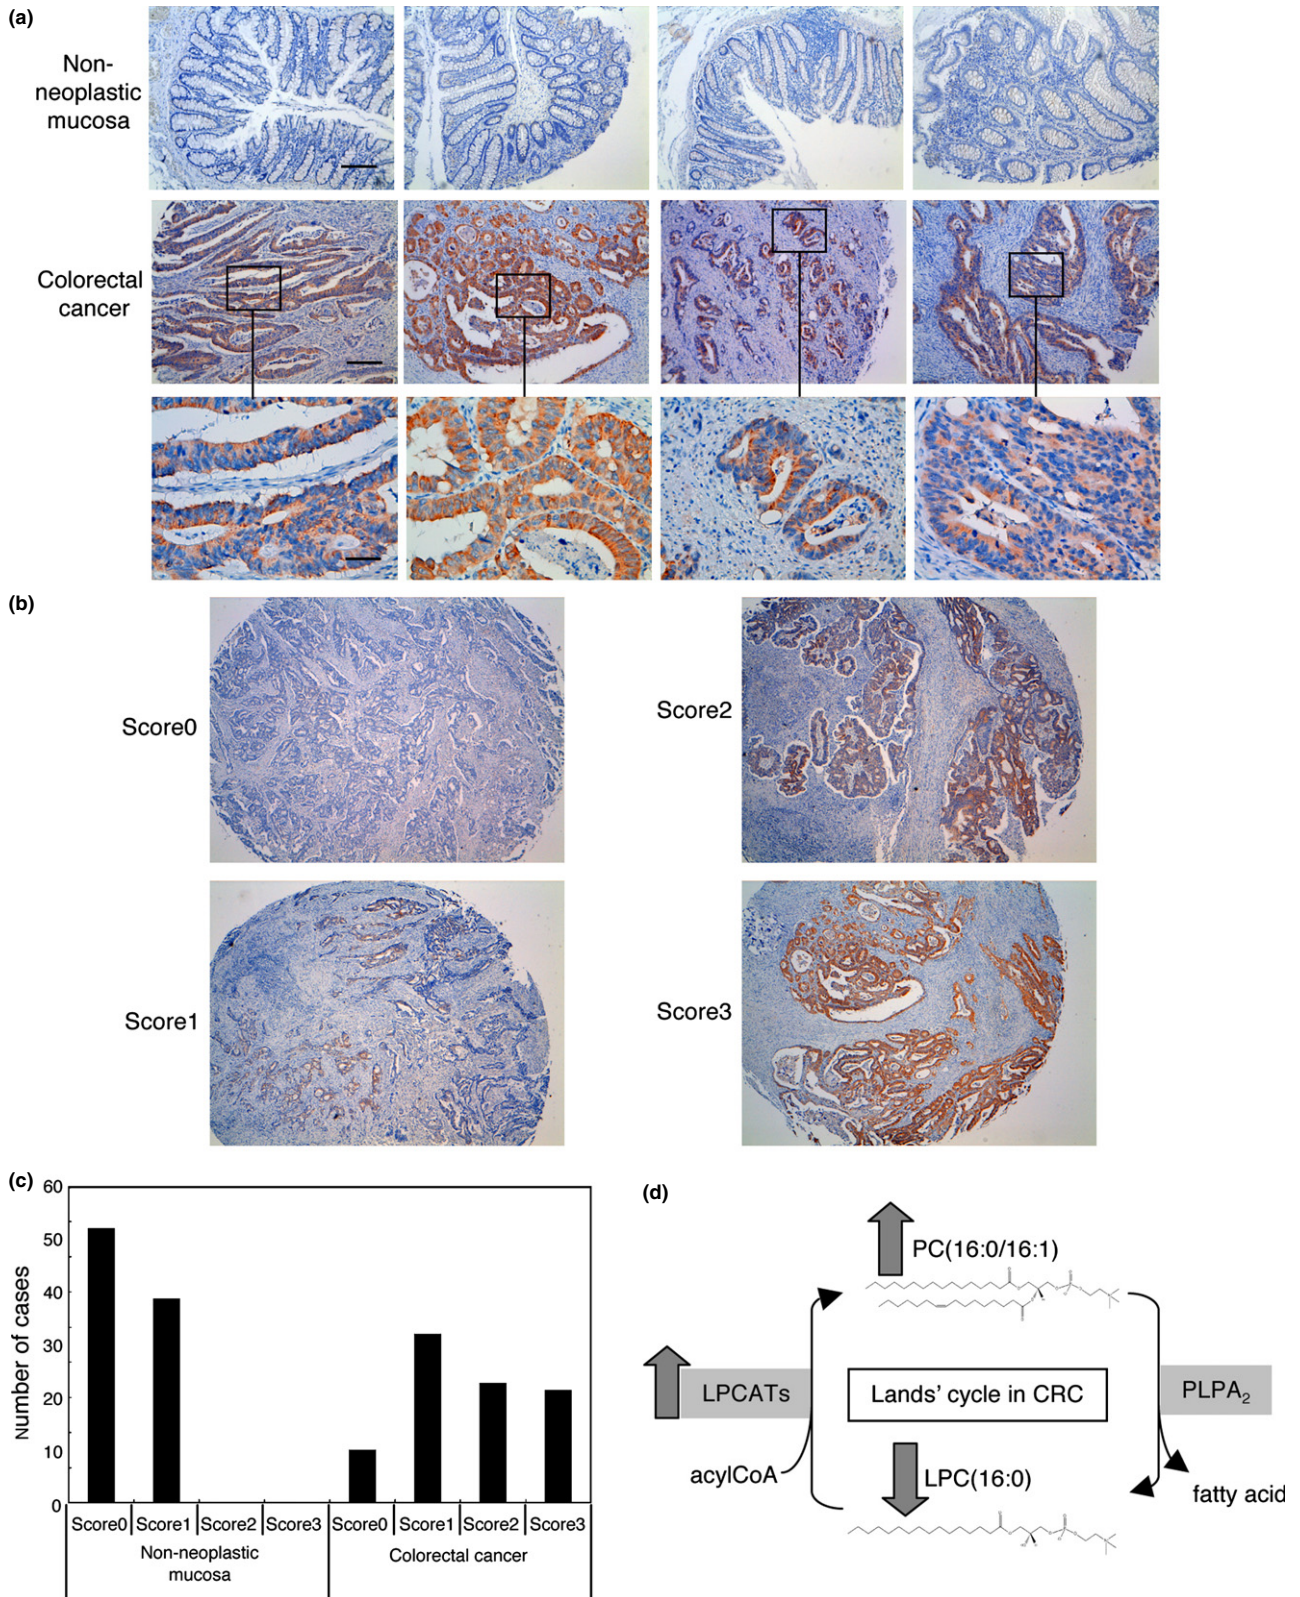 (a)
Non-
neoplastic
mucosa
Colorectal
cancer
(b)
Score0
Score2
Score1
Score3
(c)
60
50
40
30
20
10
0
Number of cases
Score0 Score1 Score2 Score3 Score0 Score1 Score2 Score3
Non-neoplastic
mucosa
Colorectal cancer
(d)
PC(16:0/16:1)
LPCATs
Lands' cycle in CRC
PLPA2
acylCoA
LPC(16:0)
fatty acid